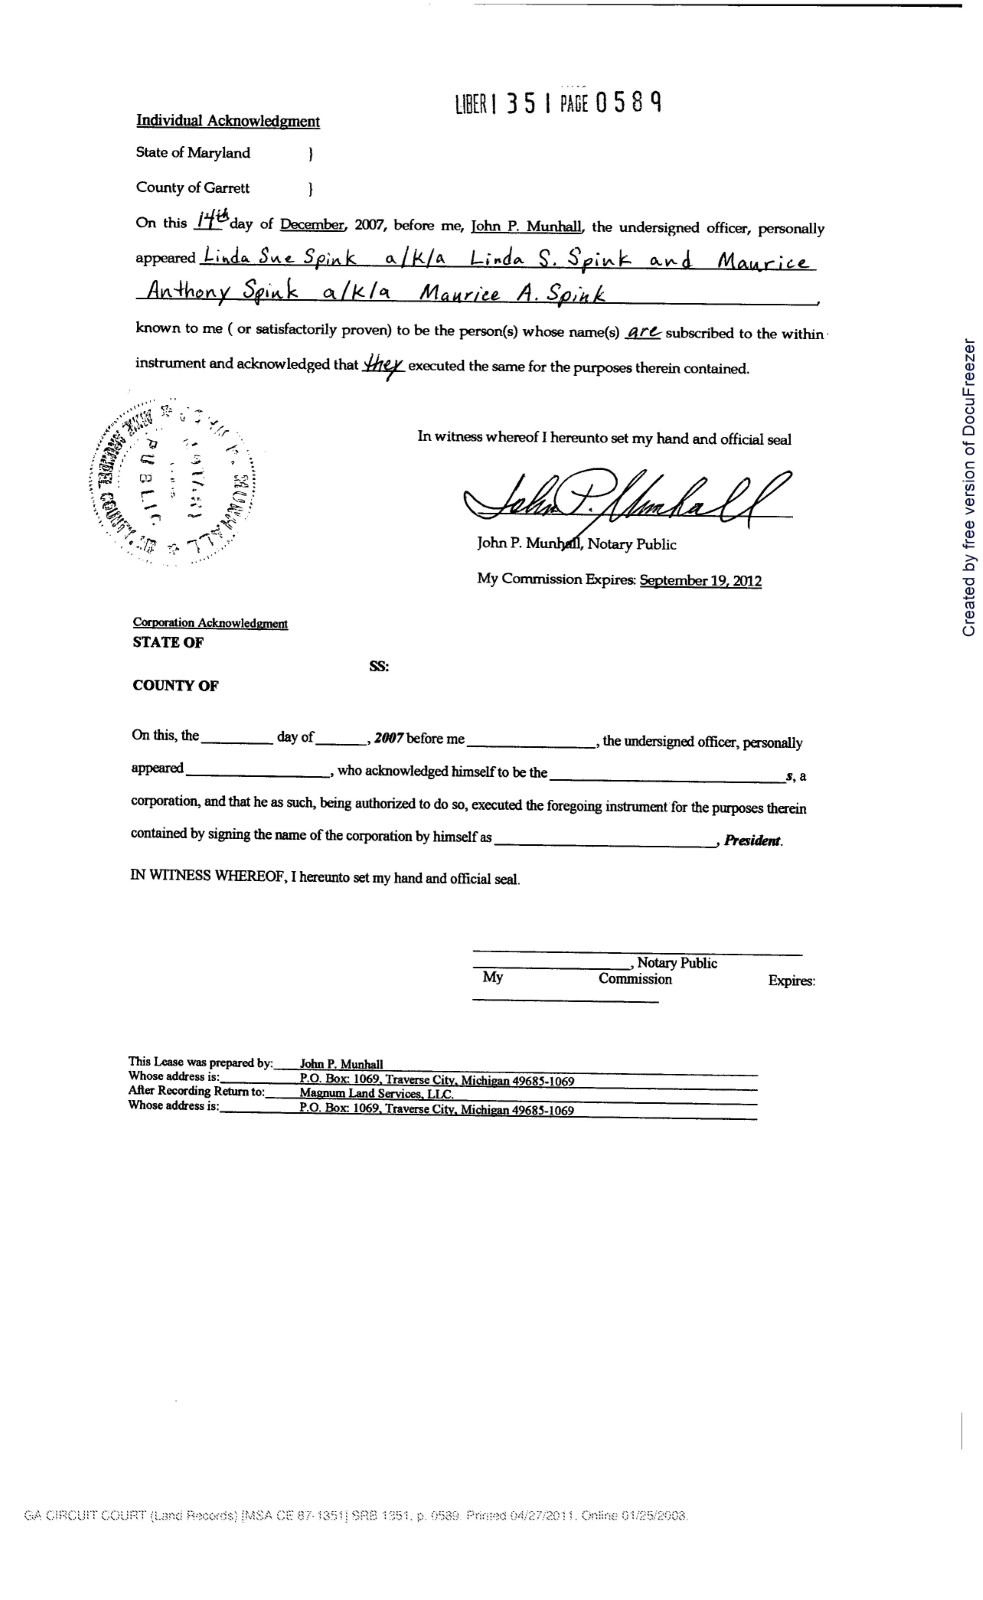 LIBER 1351 PAGE 0589
Individual Acknowledgment
State of Maryland }
County of Garrett }
On this 14th day of December, 2007, before me, John P. Munhall, the undersigned officer, personally
appeared Linda Sue Spink a/k/a Linda S. Spink and Maurice
Anthony Spink a/k/a Maurice A. Spink,
known to me ( or satisfactorily proven) to be the person(s) whose name(s) are subscribed to the within
instrument and acknowledged that they executed the same for the purposes therein contained.
JOHN P. MUNHALL
NOTARY
PUBLIC
ANNE ARUNDEL COUNTY
In witness whereof I hereunto set my hand and official seal
John P. Munhall
John P. Munhall, Notary Public
My Commission Expires: September 19, 2012
Corporation Acknowledgment
STATE OF
SS:
COUNTY OF
On this, the ________ day of ______, 2007 before me ______________, the undersigned officer, personally
appeared ________________, who acknowledged himself to be the __________________________s, a
corporation, and that he as such, being authorized to do so, executed the foregoing instrument for the purposes therein
contained by signing the name of the corporation by himself as ________________________, President.
IN WITNESS WHEREOF, I hereunto set my hand and official seal.
__________________, Notary Public
My Commission Expires:
This Lease was prepared by: John P. Munhall
Whose address is: P.O. Box: 1069, Traverse City, Michigan 49685-1069
After Recording Return to: Magnum Land Services, LLC.
Whose address is: P.O. Box: 1069, Traverse City, Michigan 49685-1069
GA CIRCUIT COURT (Land Records) [MSA CE 87-1351] SRB 1351, p. 0589. Printed 04/27/2011. Online 01/25/2008.
Created by free version of DocuFreezer